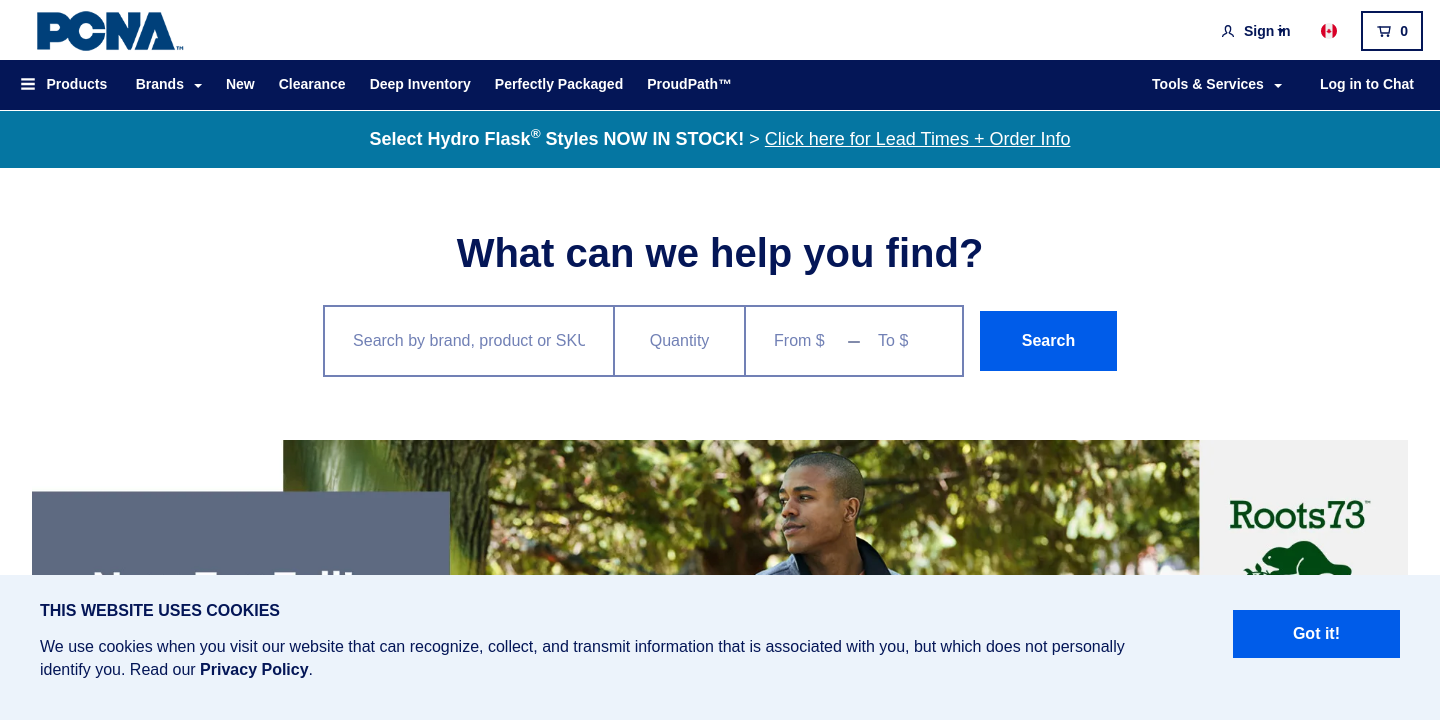 PCNA™
Sign in
0
Products
Brands
New
Clearance
Deep Inventory
Perfectly Packaged
ProudPath™
Tools & Services
Log in to Chat
Select Hydro Flask® Styles NOW IN STOCK! > Click here for Lead Times + Order Info
What can we help you find?
Search by brand, product or SKU
Quantity
From $
—
To $
Search
Roots73™
THIS WEBSITE USES COOKIES
We use cookies when you visit our website that can recognize, collect, and transmit information that is associated with you, but which does not personally
identify you. Read our Privacy Policy.
Got it!